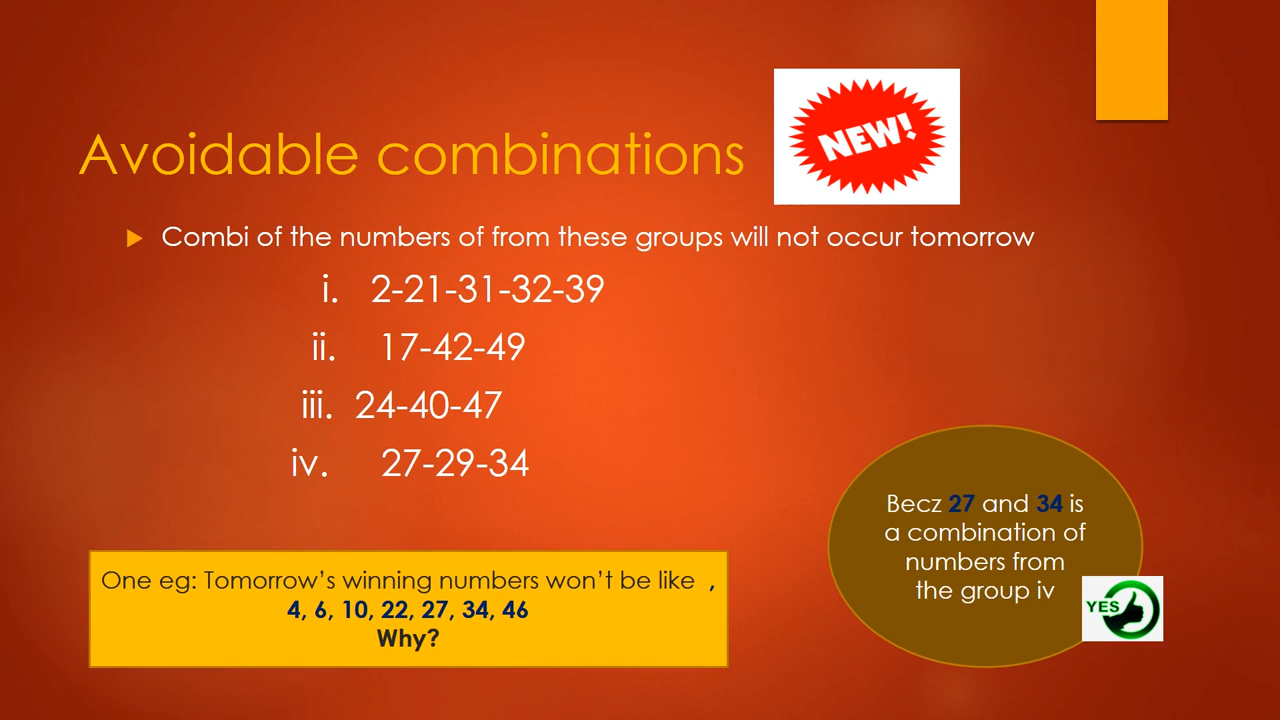 NEW!
Avoidable combinations
Combi of the numbers of from these groups will not occur tomorrow
i. 2-21-31-32-39
ii. 17-42-49
iii. 24-40-47
iv. 27-29-34
Becz 27 and 34 is
a combination of
numbers from
the group iv
YES
One eg: Tomorrow's winning numbers won't be like ,
4, 6, 10, 22, 27, 34, 46
Why?